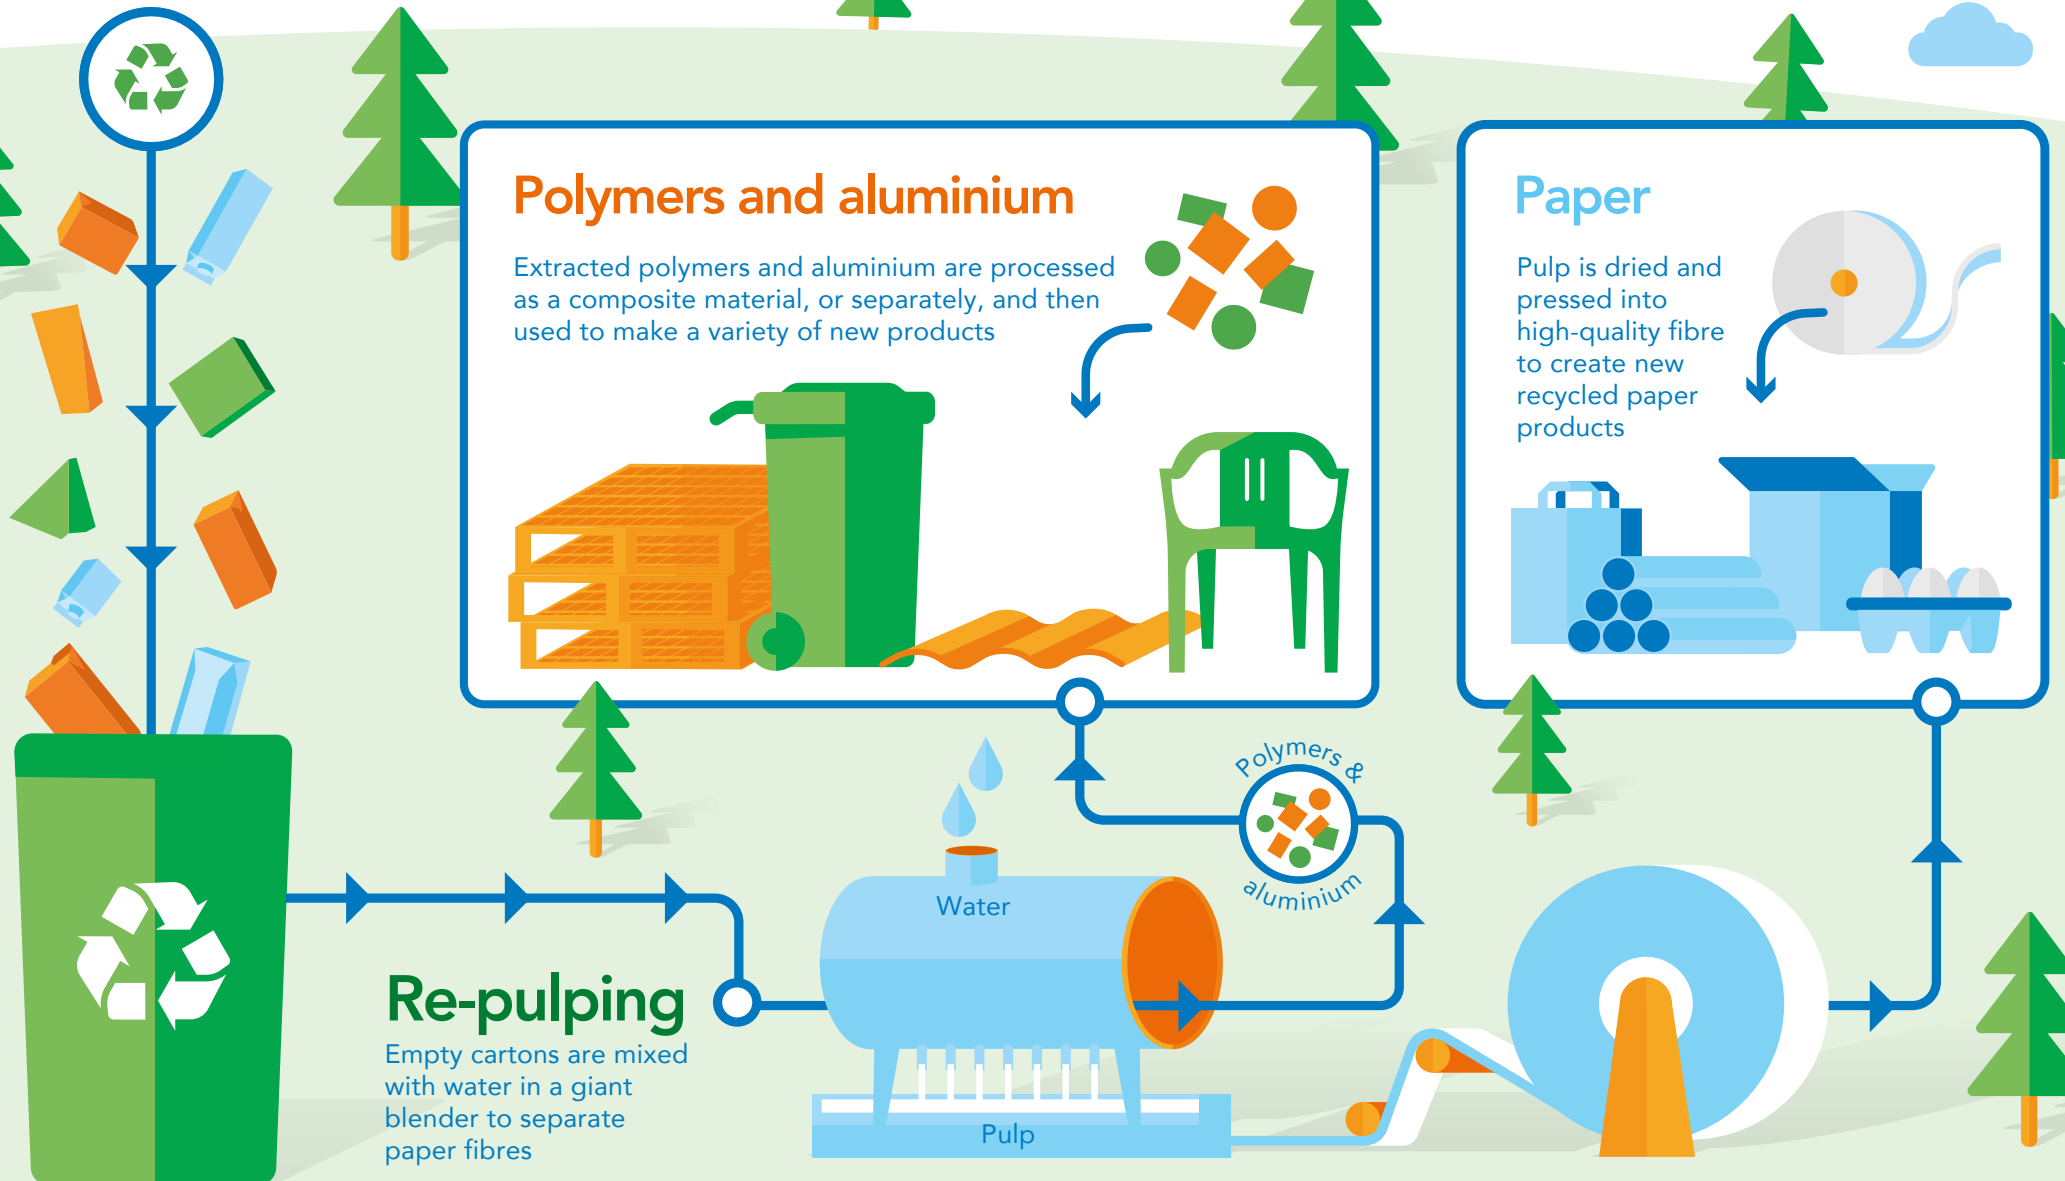 Polymers and aluminium
Extracted polymers and aluminium are processed
as a composite material, or separately, and then
used to make a variety of new products
Paper
Pulp is dried and
pressed into
high-quality fibre
to create new
recycled paper
products
Polymers &
aluminium
Water
Re-pulping
Empty cartons are mixed
with water in a giant
blender to separate
paper fibres
Pulp